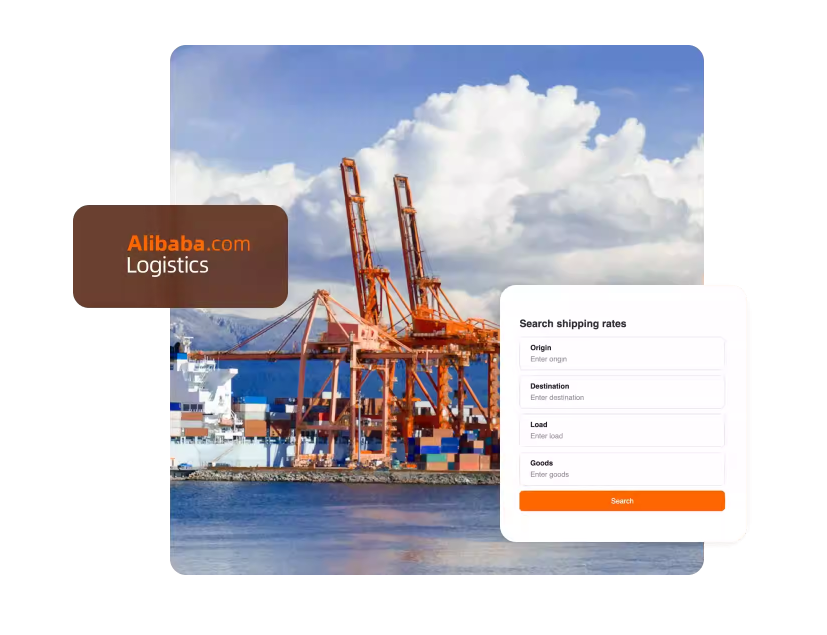 Alibaba.com
Logistics
Search shipping rates
Origin
Enter origin
Destination
Enter destination
Load
Enter load
Goods
Enter goods
Search